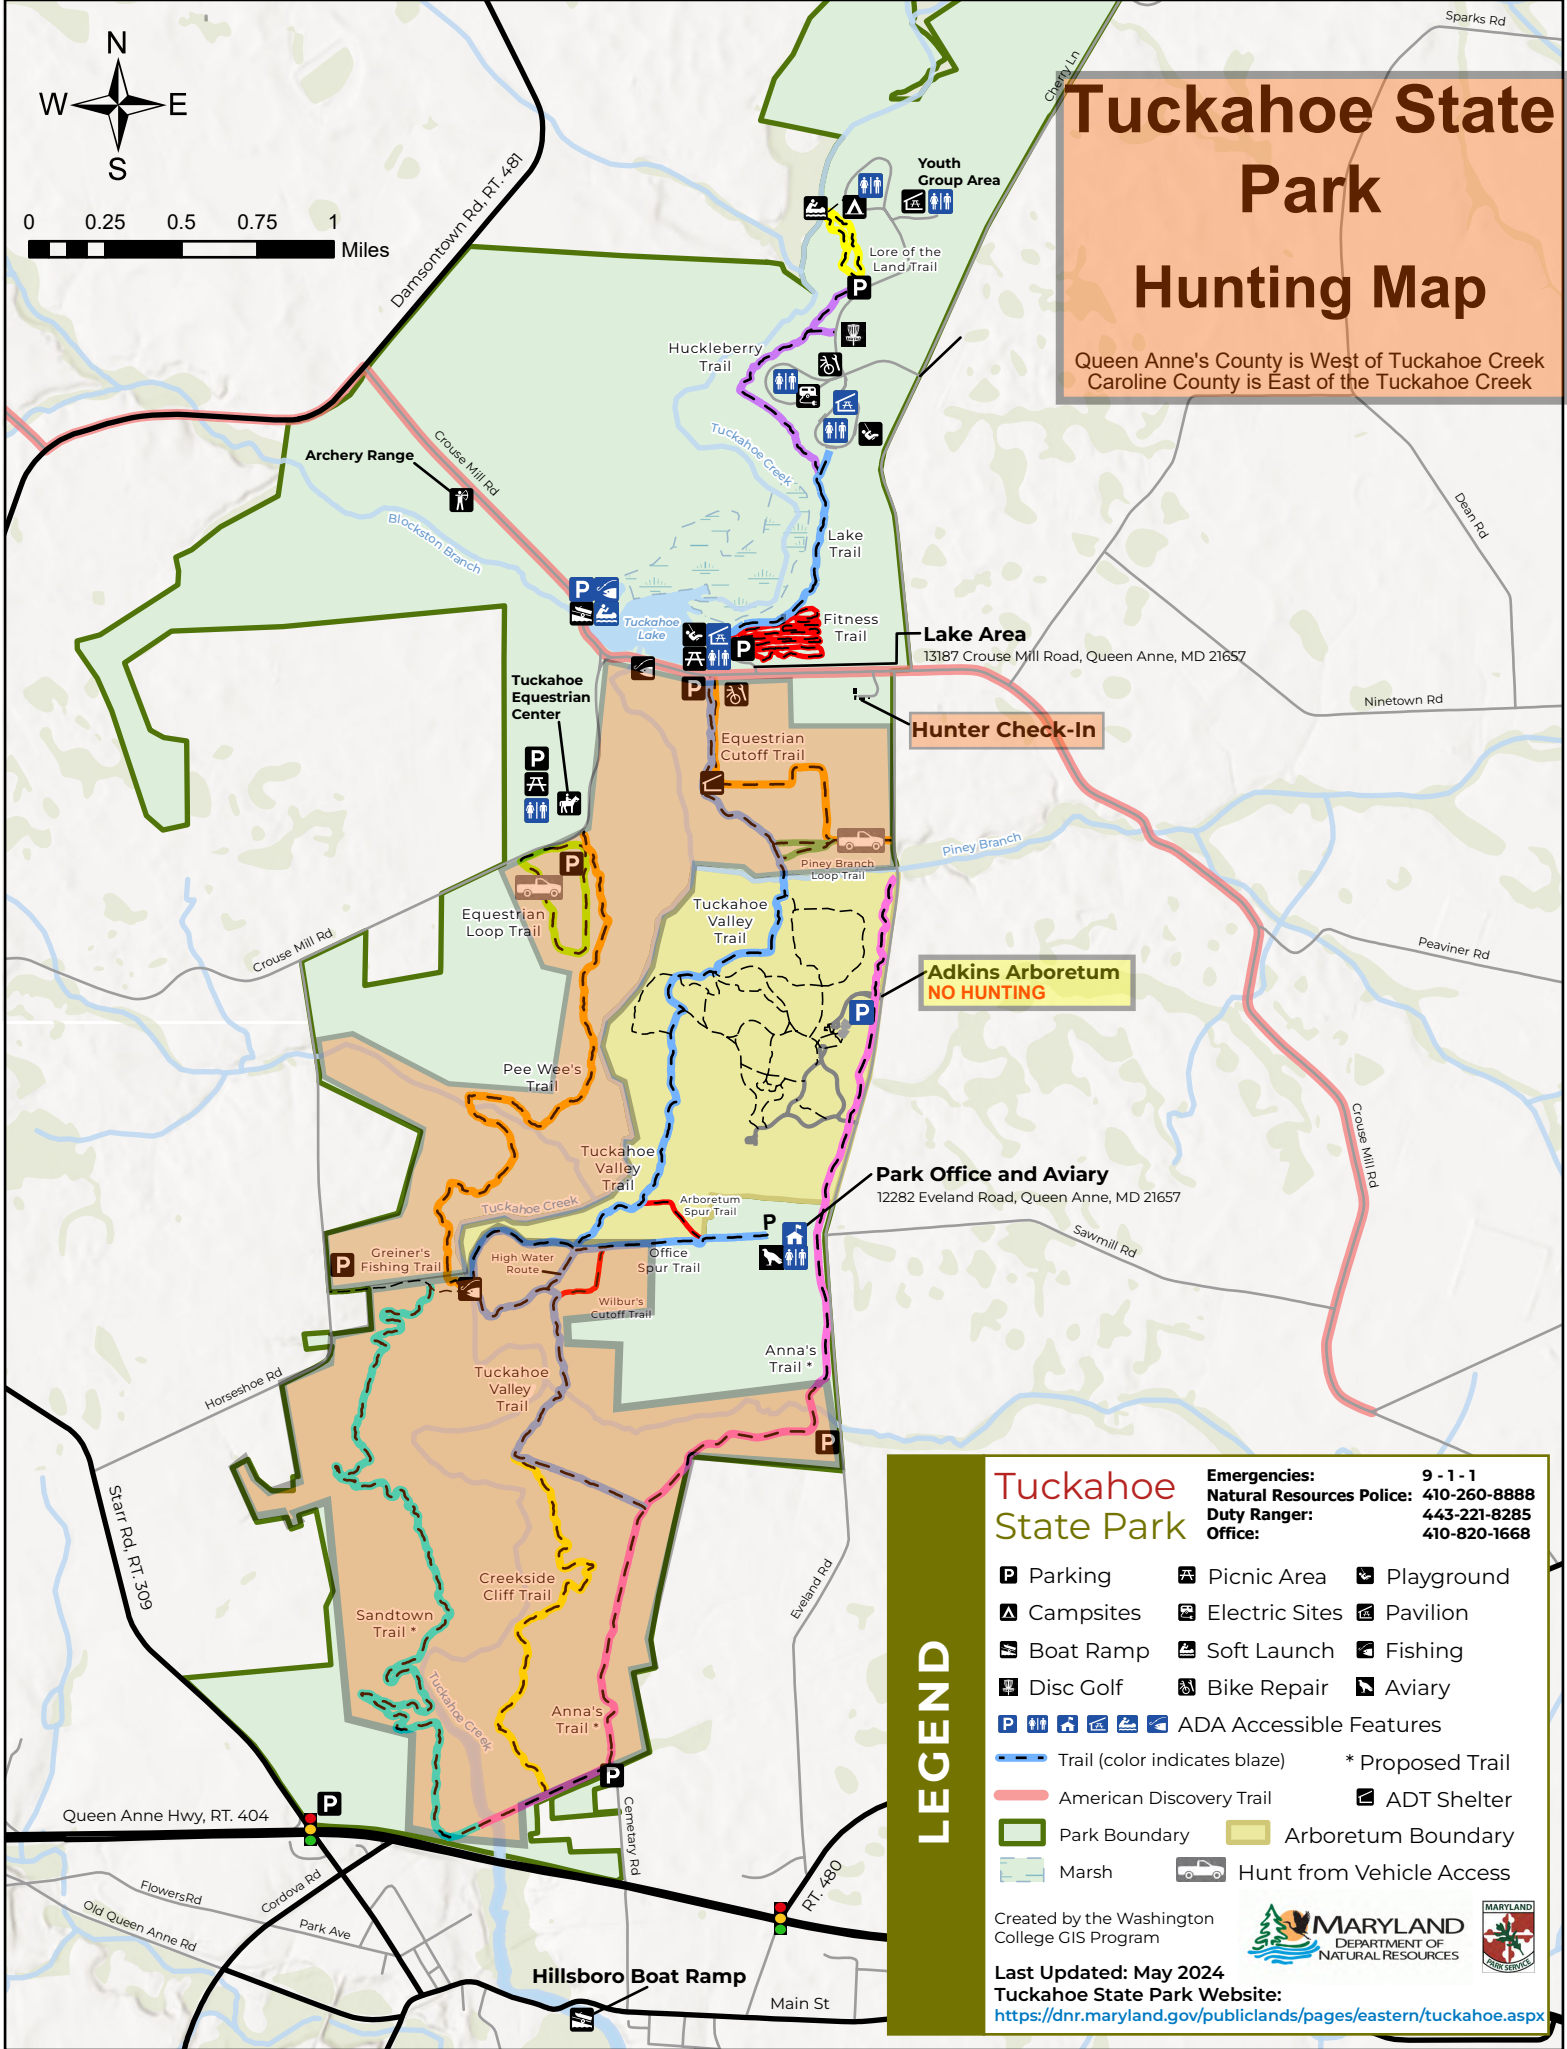 N
W
E
S
0
0.25
0.5
0.75
1
Miles
Tuckahoe State
Park
Hunting Map
Queen Anne's County is West of Tuckahoe Creek
Caroline County is East of the Tuckahoe Creek
Sparks Rd
Cherry Ln
Damsontown Rd, RT. 481
Youth
Group Area
Lore of the
Land Trail
P
Huckleberry
Trail
Tuckahoe Creek
Archery Range
Crouse Mill Rd
Blockston Branch
Dean Rd
Lake
Trail
P
Tuckahoe
Lake
Fitness
Trail
P
Lake Area
13187 Crouse Mill Road, Queen Anne, MD 21657
P
Tuckahoe
Equestrian
Center
Ninetown Rd
Hunter Check-In
Equestrian
Cutoff Trail
P
Piney Branch
Piney Branch
Loop Trail
P
Equestrian
Loop Trail
Tuckahoe
Valley
Trail
Crouse Mill Rd
Peaviner Rd
Adkins Arboretum
NO HUNTING
P
Pee Wee's
Trail
Tuckahoe
Valley
Trail
Crouse Mill Rd
Park Office and Aviary
12282 Eveland Road, Queen Anne, MD 21657
Tuckahoe Creek
Arboretum
Spur Trail
P
Sawmill Rd
Greiner's
Fishing Trail
P
High Water
Route
Office
Spur Trail
Wilbur's
Cutoff Trail
Anna's
Trail *
Horseshoe Rd
Tuckahoe
Valley
Trail
P
Starr Rd, RT. 309
Creekside
Cliff Trail
Sandtown
Trail *
Eveland Rd
Tuckahoe Creek
Anna's
Trail *
P
P
Queen Anne Hwy, RT. 404
Cemetary Rd
RT. 480
Flowers Rd
Cordova Rd
Old Queen Anne Rd
Park Ave
Hillsboro Boat Ramp
Main St
LEGEND
Tuckahoe
State Park
Emergencies: 9 - 1 - 1
Natural Resources Police: 410-260-8888
Duty Ranger: 443-221-8285
Office: 410-820-1668
P Parking
Picnic Area
Playground
Campsites
Electric Sites
Pavilion
Boat Ramp
Soft Launch
Fishing
Disc Golf
Bike Repair
Aviary
P ADA Accessible Features
Trail (color indicates blaze)
* Proposed Trail
American Discovery Trail
ADT Shelter
Park Boundary
Arboretum Boundary
Marsh
Hunt from Vehicle Access
Created by the Washington
College GIS Program
MARYLAND
DEPARTMENT OF
NATURAL RESOURCES
MARYLAND
PARK SERVICE
Last Updated: May 2024
Tuckahoe State Park Website:
https://dnr.maryland.gov/publiclands/pages/eastern/tuckahoe.aspx